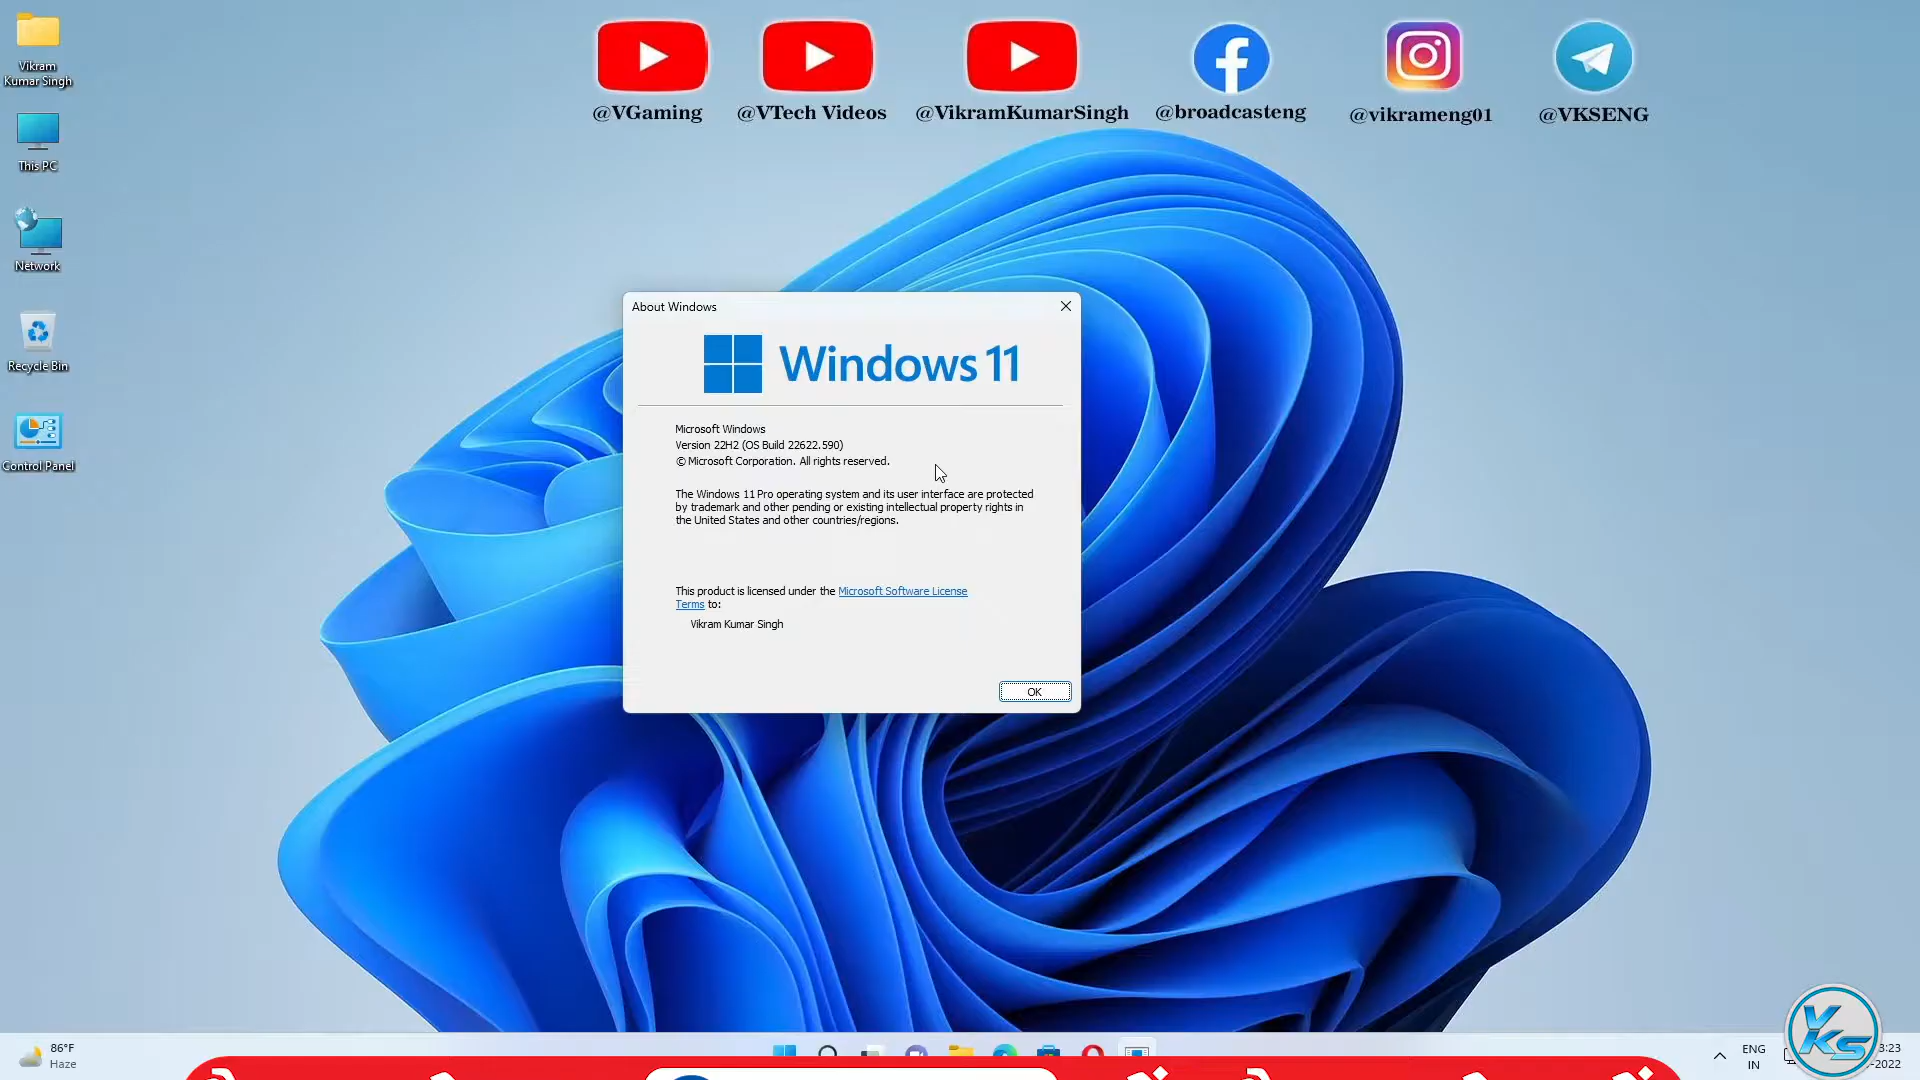 @VGaming
@VTech Videos
@VikramKumarSingh
@broadcasteng
@vikrameng01
@VKSENG
Vikram
Kumar Singh
This PC
Network
Recycle Bin
Control Panel
About Windows
Windows 11
Microsoft Windows
Version 22H2 (OS Build 22622.590)
© Microsoft Corporation. All rights reserved.
The Windows 11 Pro operating system and its user interface are protected
by trademark and other pending or existing intellectual property rights in
the United States and other countries/regions.
This product is licensed under the Microsoft Software License
Terms to:
Vikram Kumar Singh
OK
86°F
Haze
ENG
IN
3:23
-2022
VKS